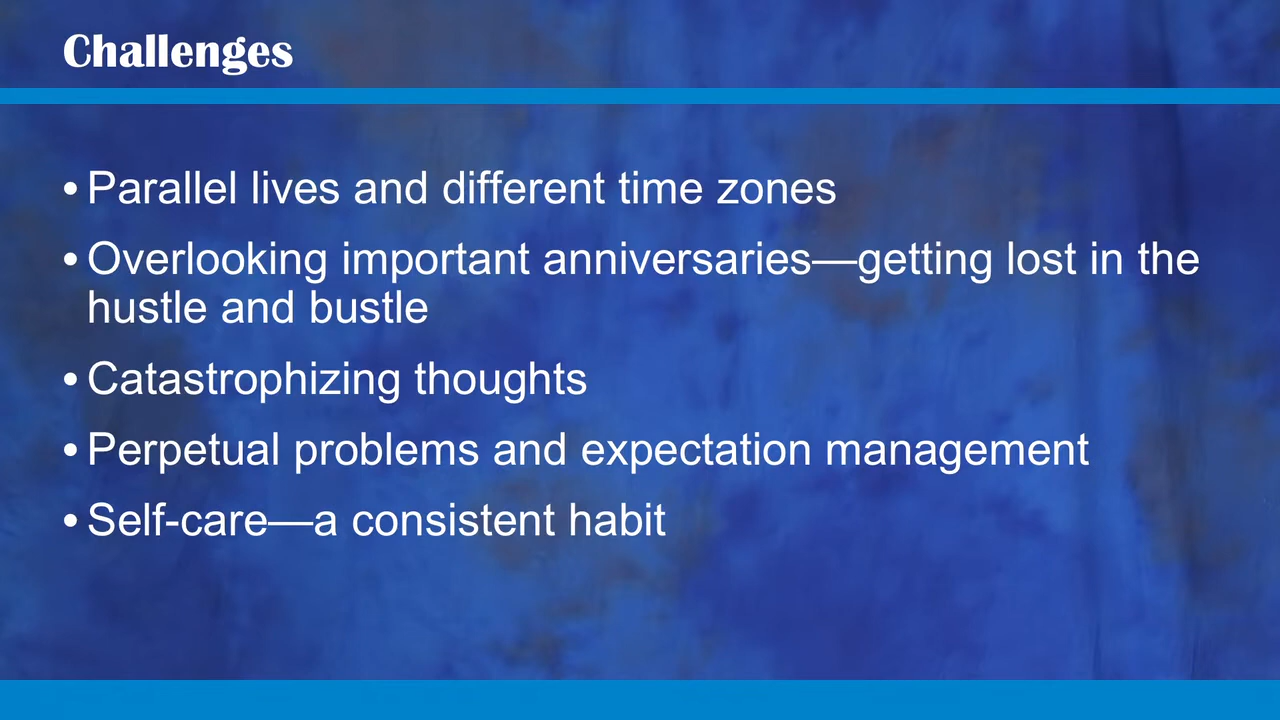 Challenges
• Parallel lives and different time zones
• Overlooking important anniversaries—getting lost in the
hustle and bustle
• Catastrophizing thoughts
• Perpetual problems and expectation management
• Self-care—a consistent habit